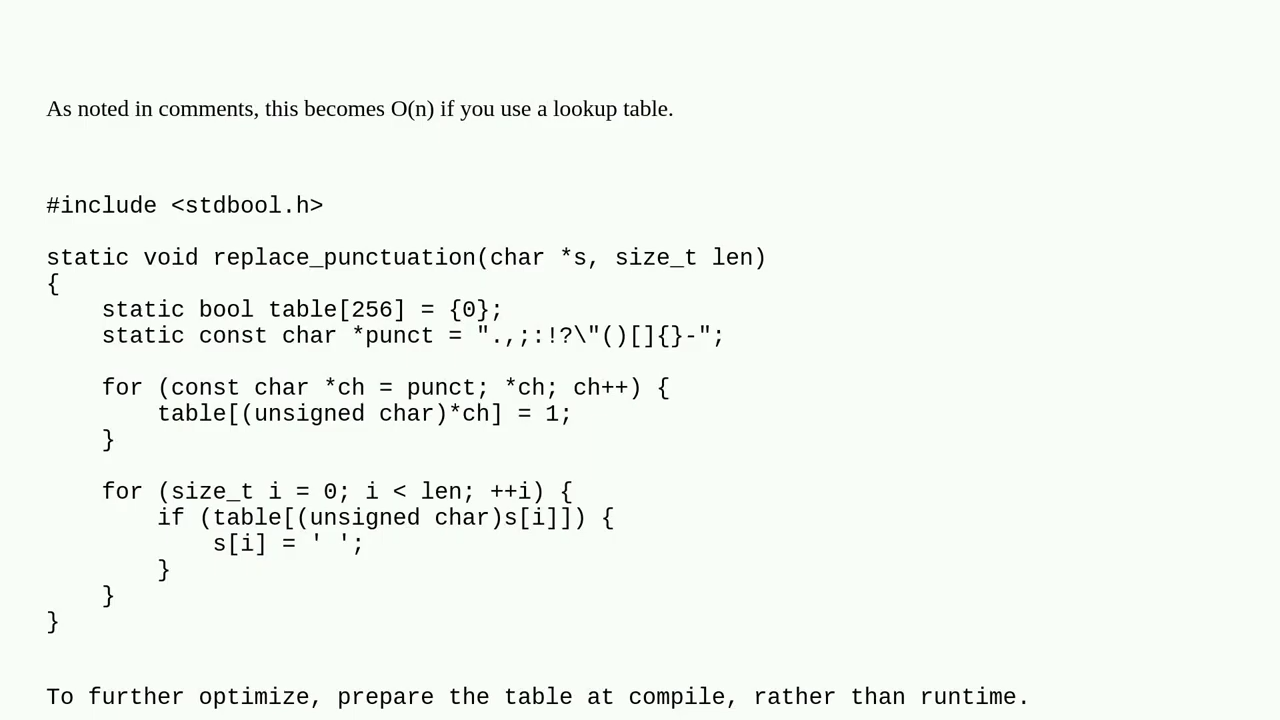 As noted in comments, this becomes O(n) if you use a lookup table.
#include <stdbool.h>
static void replace_punctuation(char *s, size_t len)
{
    static bool table[256] = {0};
    static const char *punct = ".,;:!?\"()[]{}-";
    for (const char *ch = punct; *ch; ch++) {
        table[(unsigned char)*ch] = 1;
    }
    for (size_t i = 0; i < len; ++i) {
        if (table[(unsigned char)s[i]]) {
            s[i] = ' ';
        }
    }
}
To further optimize, prepare the table at compile, rather than runtime.